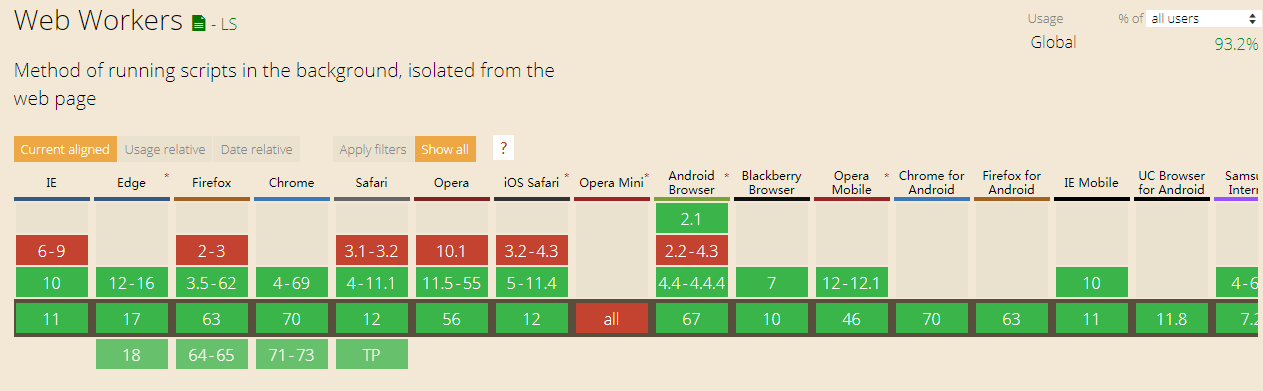 Web Workers - LS
Usage % of all users
Global 93.2%
Method of running scripts in the background, isolated from the
web page
Current aligned Usage relative Date relative Apply filters Show all ?
IE Edge * Firefox Chrome Safari Opera iOS Safari * Opera Mini * Android Browser * Blackberry Browser Opera Mobile * Chrome for Android Firefox for Android IE Mobile UC Browser for Android Samsu Intern
2.1
6-9 2-3 3.1-3.2 10.1 3.2-4.3 2.2-4.3
10 12-16 3.5-62 4-69 4-11.1 11.5-55 5-11.4 4.4-4.4.4 7 12-12.1 10 4-6
11 17 63 70 12 56 12 all 67 10 46 70 63 11 11.8 7.2
18 64-65 71-73 TP